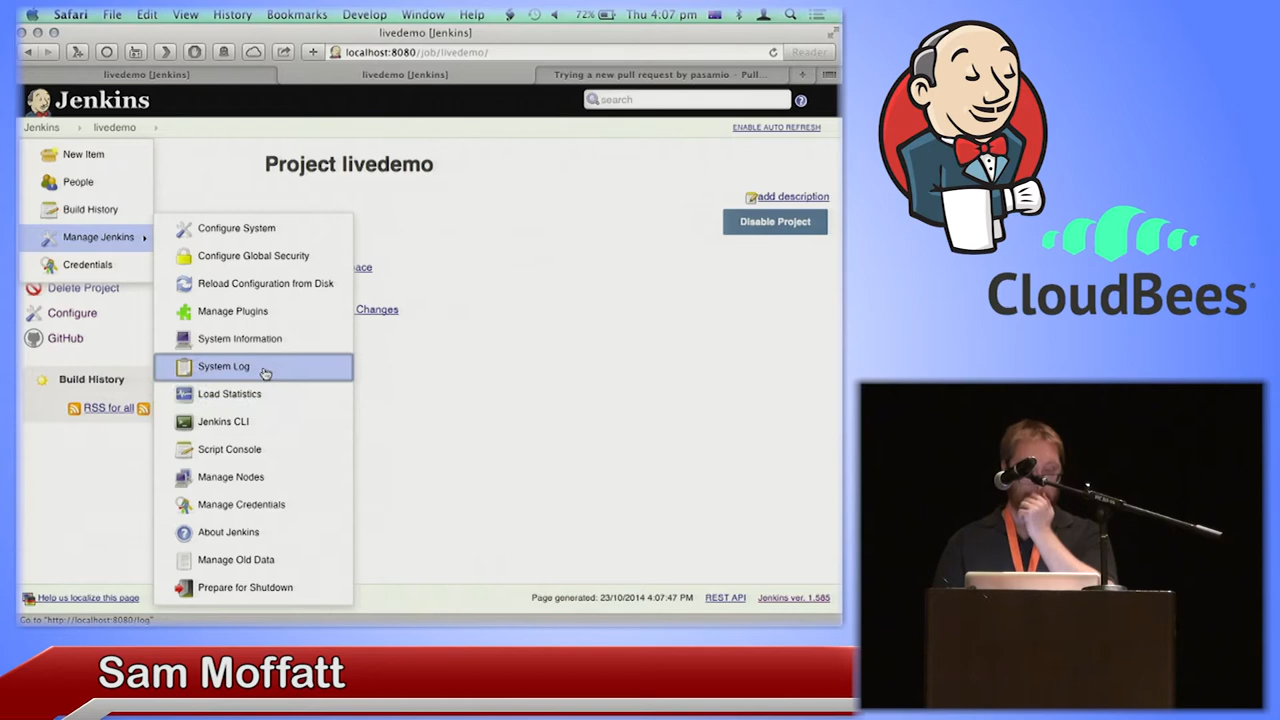 Safari File Edit View History Bookmarks Develop Window Help 72% Thu 4:07 pm
livedemo [Jenkins]
localhost:8080/job/livedemo/
Reader
livedemo [Jenkins]
livedemo [Jenkins]
Trying a new pull request by pasamio · Pull...
Jenkins
search
Jenkins
livedemo
ENABLE AUTO REFRESH
New Item
People
Build History
Manage Jenkins
Credentials
Delete Project
Configure
GitHub
Build History
RSS for all
Project livedemo
add description
Disable Project
ace
Changes
Configure System
Configure Global Security
Reload Configuration from Disk
Manage Plugins
System Information
System Log
Load Statistics
Jenkins CLI
Script Console
Manage Nodes
Manage Credentials
About Jenkins
Manage Old Data
Prepare for Shutdown
Help us localize this page
Page generated: 23/10/2014 4:07:47 PM
REST API
Jenkins ver. 1.585
Go to "http://localhost:8080/log"
CloudBees
Sam Moffatt